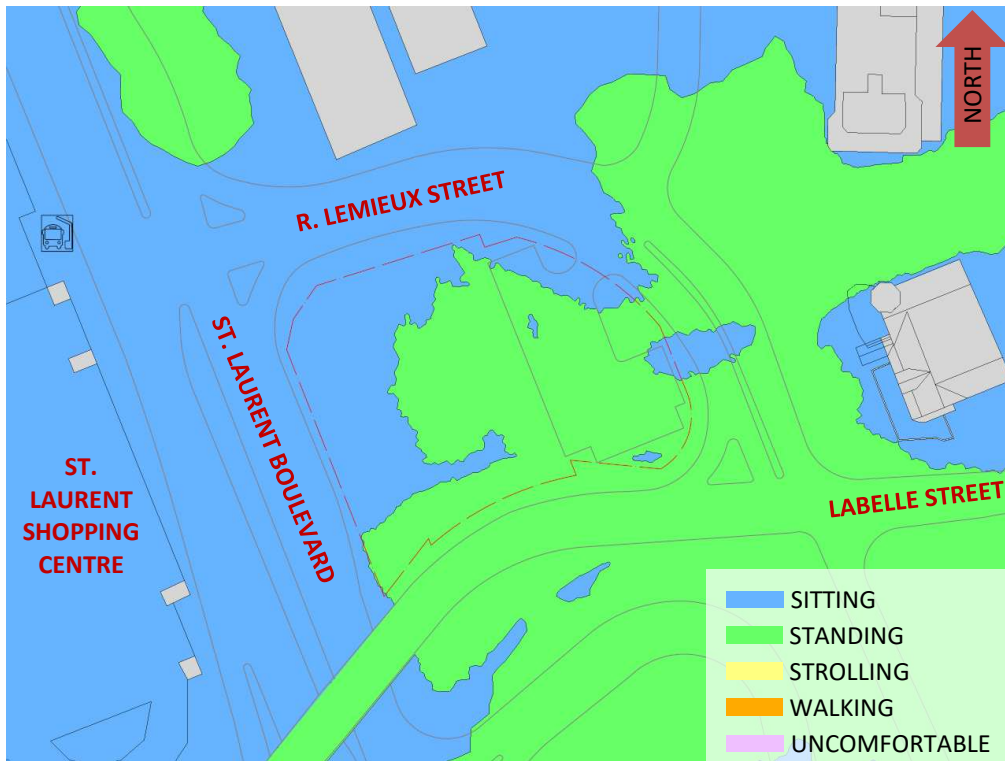 NORTH
R. LEMIEUX STREET
ST. LAURENT BOULEVARD
ST.
LAURENT
SHOPPING
CENTRE
LABELLE STREET
SITTING
STANDING
STROLLING
WALKING
UNCOMFORTABLE